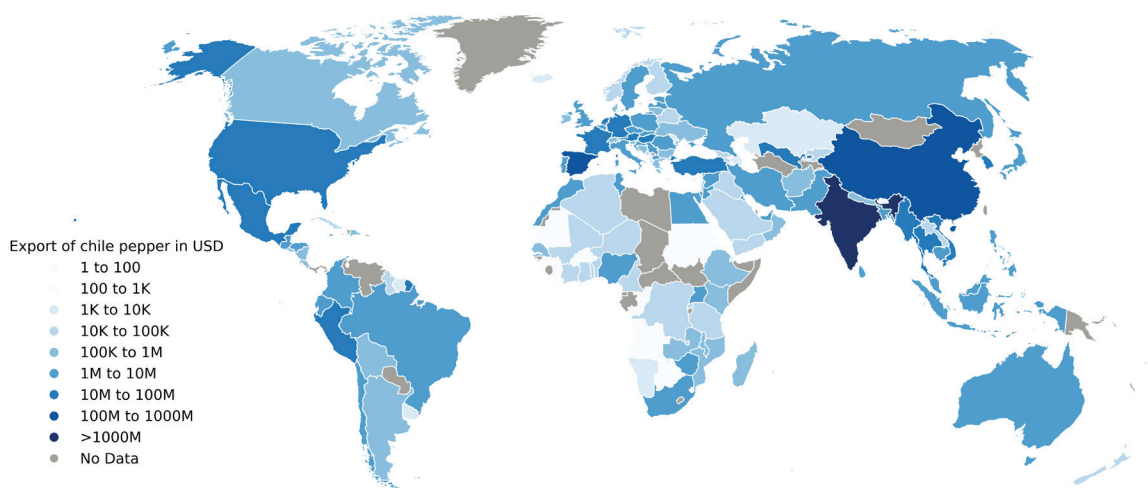 Export of chile pepper in USD
1 to 100
100 to 1K
1K to 10K
10K to 100K
100K to 1M
1M to 10M
10M to 100M
100M to 1000M
>1000M
No Data